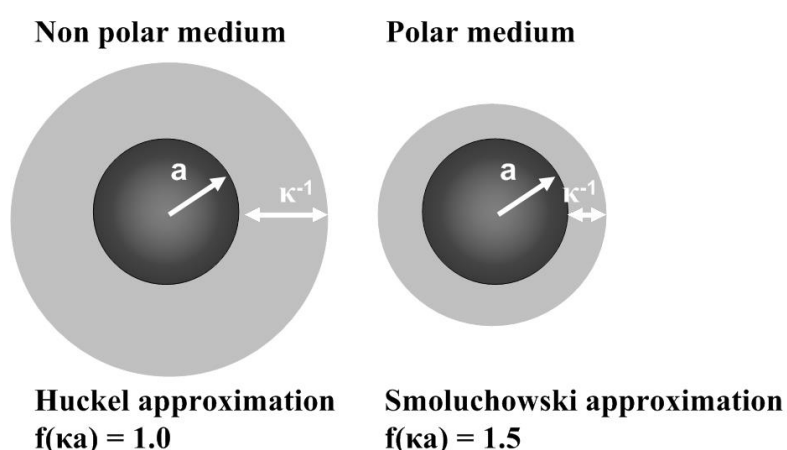 Non polar medium
Polar medium
a
κ-1
a
κ-1
Huckel approximation
f(κa) = 1.0
Smoluchowski approximation
f(κa) = 1.5